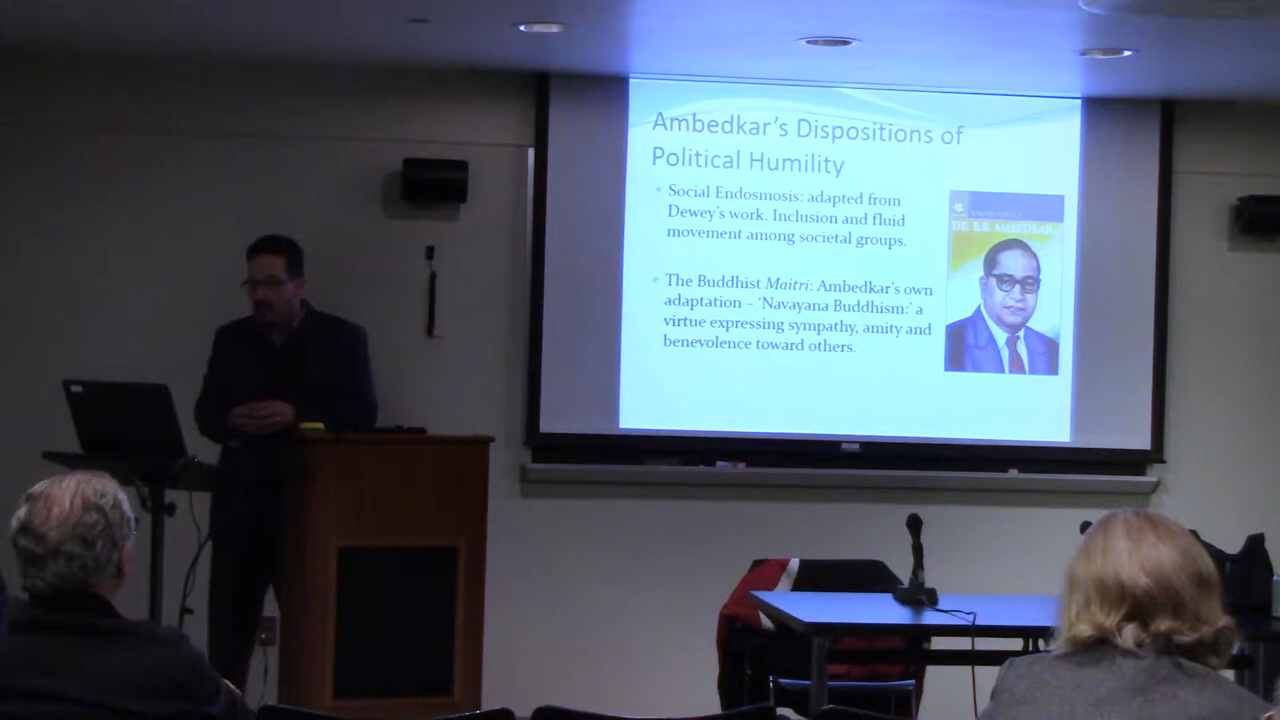 Ambedkar's Dispositions of
Political Humility
Social Endosmosis: adapted from
Dewey's work. Inclusion and fluid
movement among societal groups.
The Buddhist Maitri: Ambedkar's own
adaptation – 'Navayana Buddhism:' a
virtue expressing sympathy, amity and
benevolence toward others.
DR. B.R. AMBEDKAR